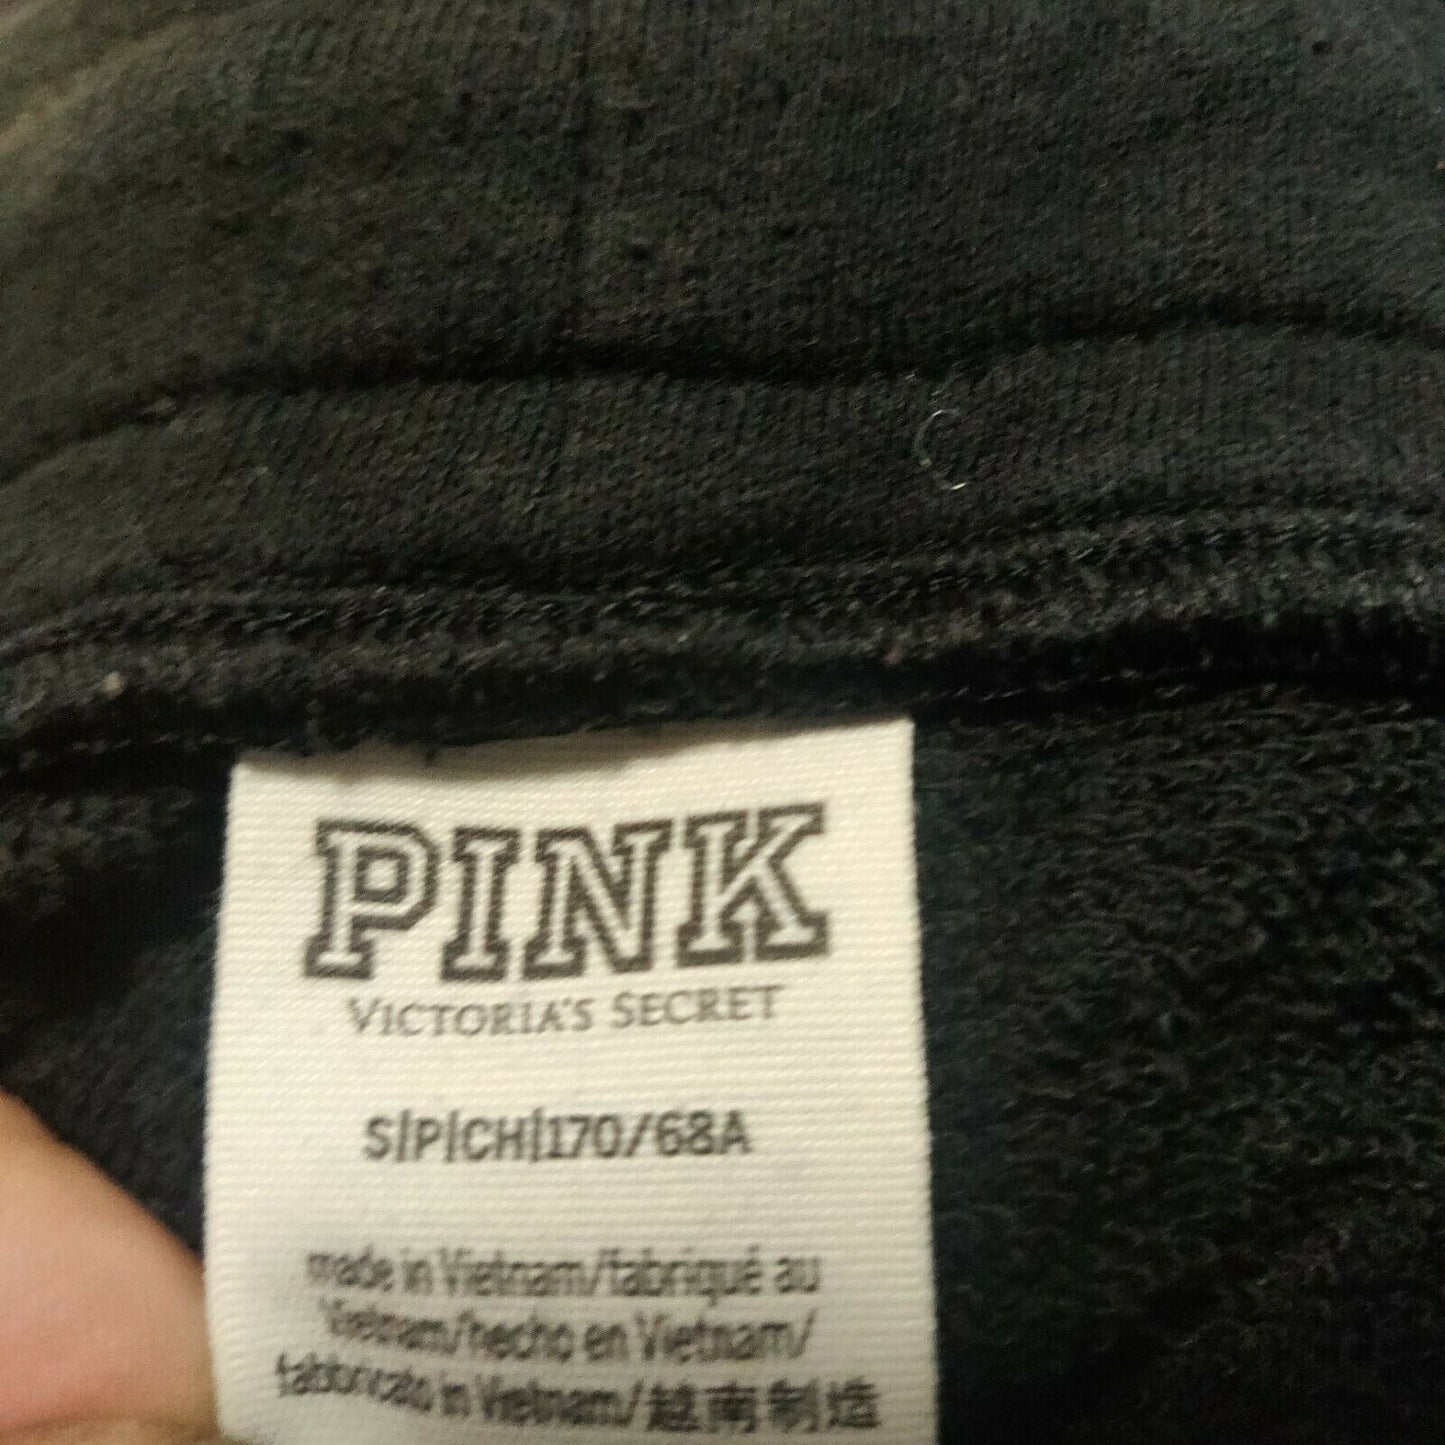 PINK
VICTORIA'S SECRET
S|P|CH|170/68A
made in Vietnam/fabriqué au
Vietnam/hecho en Vietnam/
fabbricato in Vietnam/越南制造